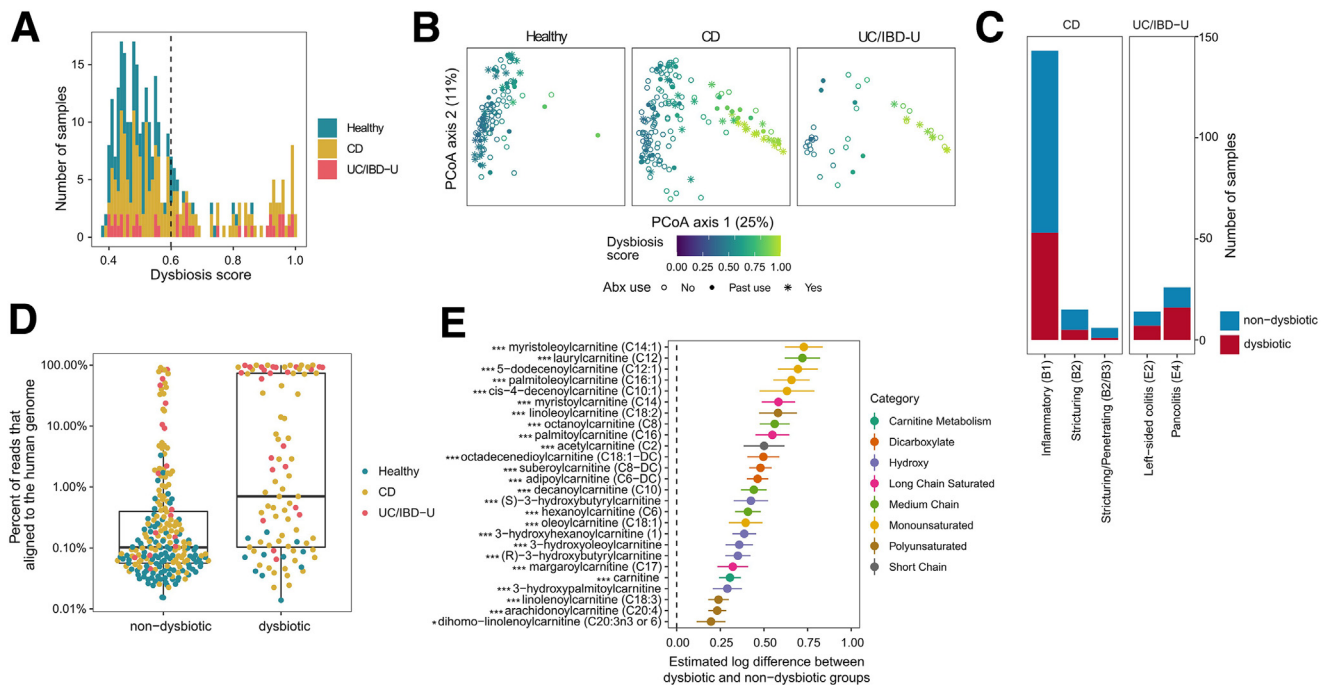 A
Number of samples
15
10
5
0
0.4 0.6 0.8 1.0
Dysbiosis score
Healthy
CD
UC/IBD−U
B
Healthy CD UC/IBD-U
PCoA axis 2 (11%)
PCoA axis 1 (25%)
Dysbiosis
score
0.00 0.25 0.50 0.75 1.00
Abx use No Past use Yes
C
CD UC/IBD−U
150
100
50
0
Number of samples
Inflammatory (B1)
Stricturing (B2)
Stricturing/Penetrating (B2/B3)
Left−sided colitis (E2)
Pancolitis (E4)
non−dysbiotic
dysbiotic
D
Percent of reads that
aligned to the human genome
100.00%
10.00%
1.00%
0.10%
0.01%
non−dysbiotic dysbiotic
Healthy
CD
UC/IBD−U
E
*** myristoleoylcarnitine (C14:1)
*** laurylcarnitine (C12)
*** 5−dodecenoylcarnitine (C12:1)
*** palmitoleoylcarnitine (C16:1)
*** cis−4−decenoylcarnitine (C10:1)
*** myristoylcarnitine (C14)
*** linoleoylcarnitine (C18:2)
*** octanoylcarnitine (C8)
*** palmitoylcarnitine (C16)
*** acetylcarnitine (C2)
*** octadecenedioylcarnitine (C18:1−DC)
*** suberoylcarnitine (C8−DC)
*** adipoylcarnitine (C6−DC)
*** decanoylcarnitine (C10)
*** (S)−3−hydroxybutyrylcarnitine
*** hexanoylcarnitine (C6)
*** oleoylcarnitine (C18:1)
*** 3−hydroxyhexanoylcarnitine (1)
*** 3−hydroxyoleoylcarnitine
*** (R)−3−hydroxybutyrylcarnitine
*** margaroylcarnitine (C17)
*** carnitine
*** 3−hydroxypalmitoylcarnitine
*** linolenoylcarnitine (C18:3)
*** arachidonoylcarnitine (C20:4)
* dihomo−linolenoylcarnitine (C20:3n3 or 6)
0.00 0.25 0.50 0.75 1.00
Estimated log difference between
dysbiotic and non−dysbiotic groups
Category
Carnitine Metabolism
Dicarboxylate
Hydroxy
Long Chain Saturated
Medium Chain
Monounsaturated
Polyunsaturated
Short Chain